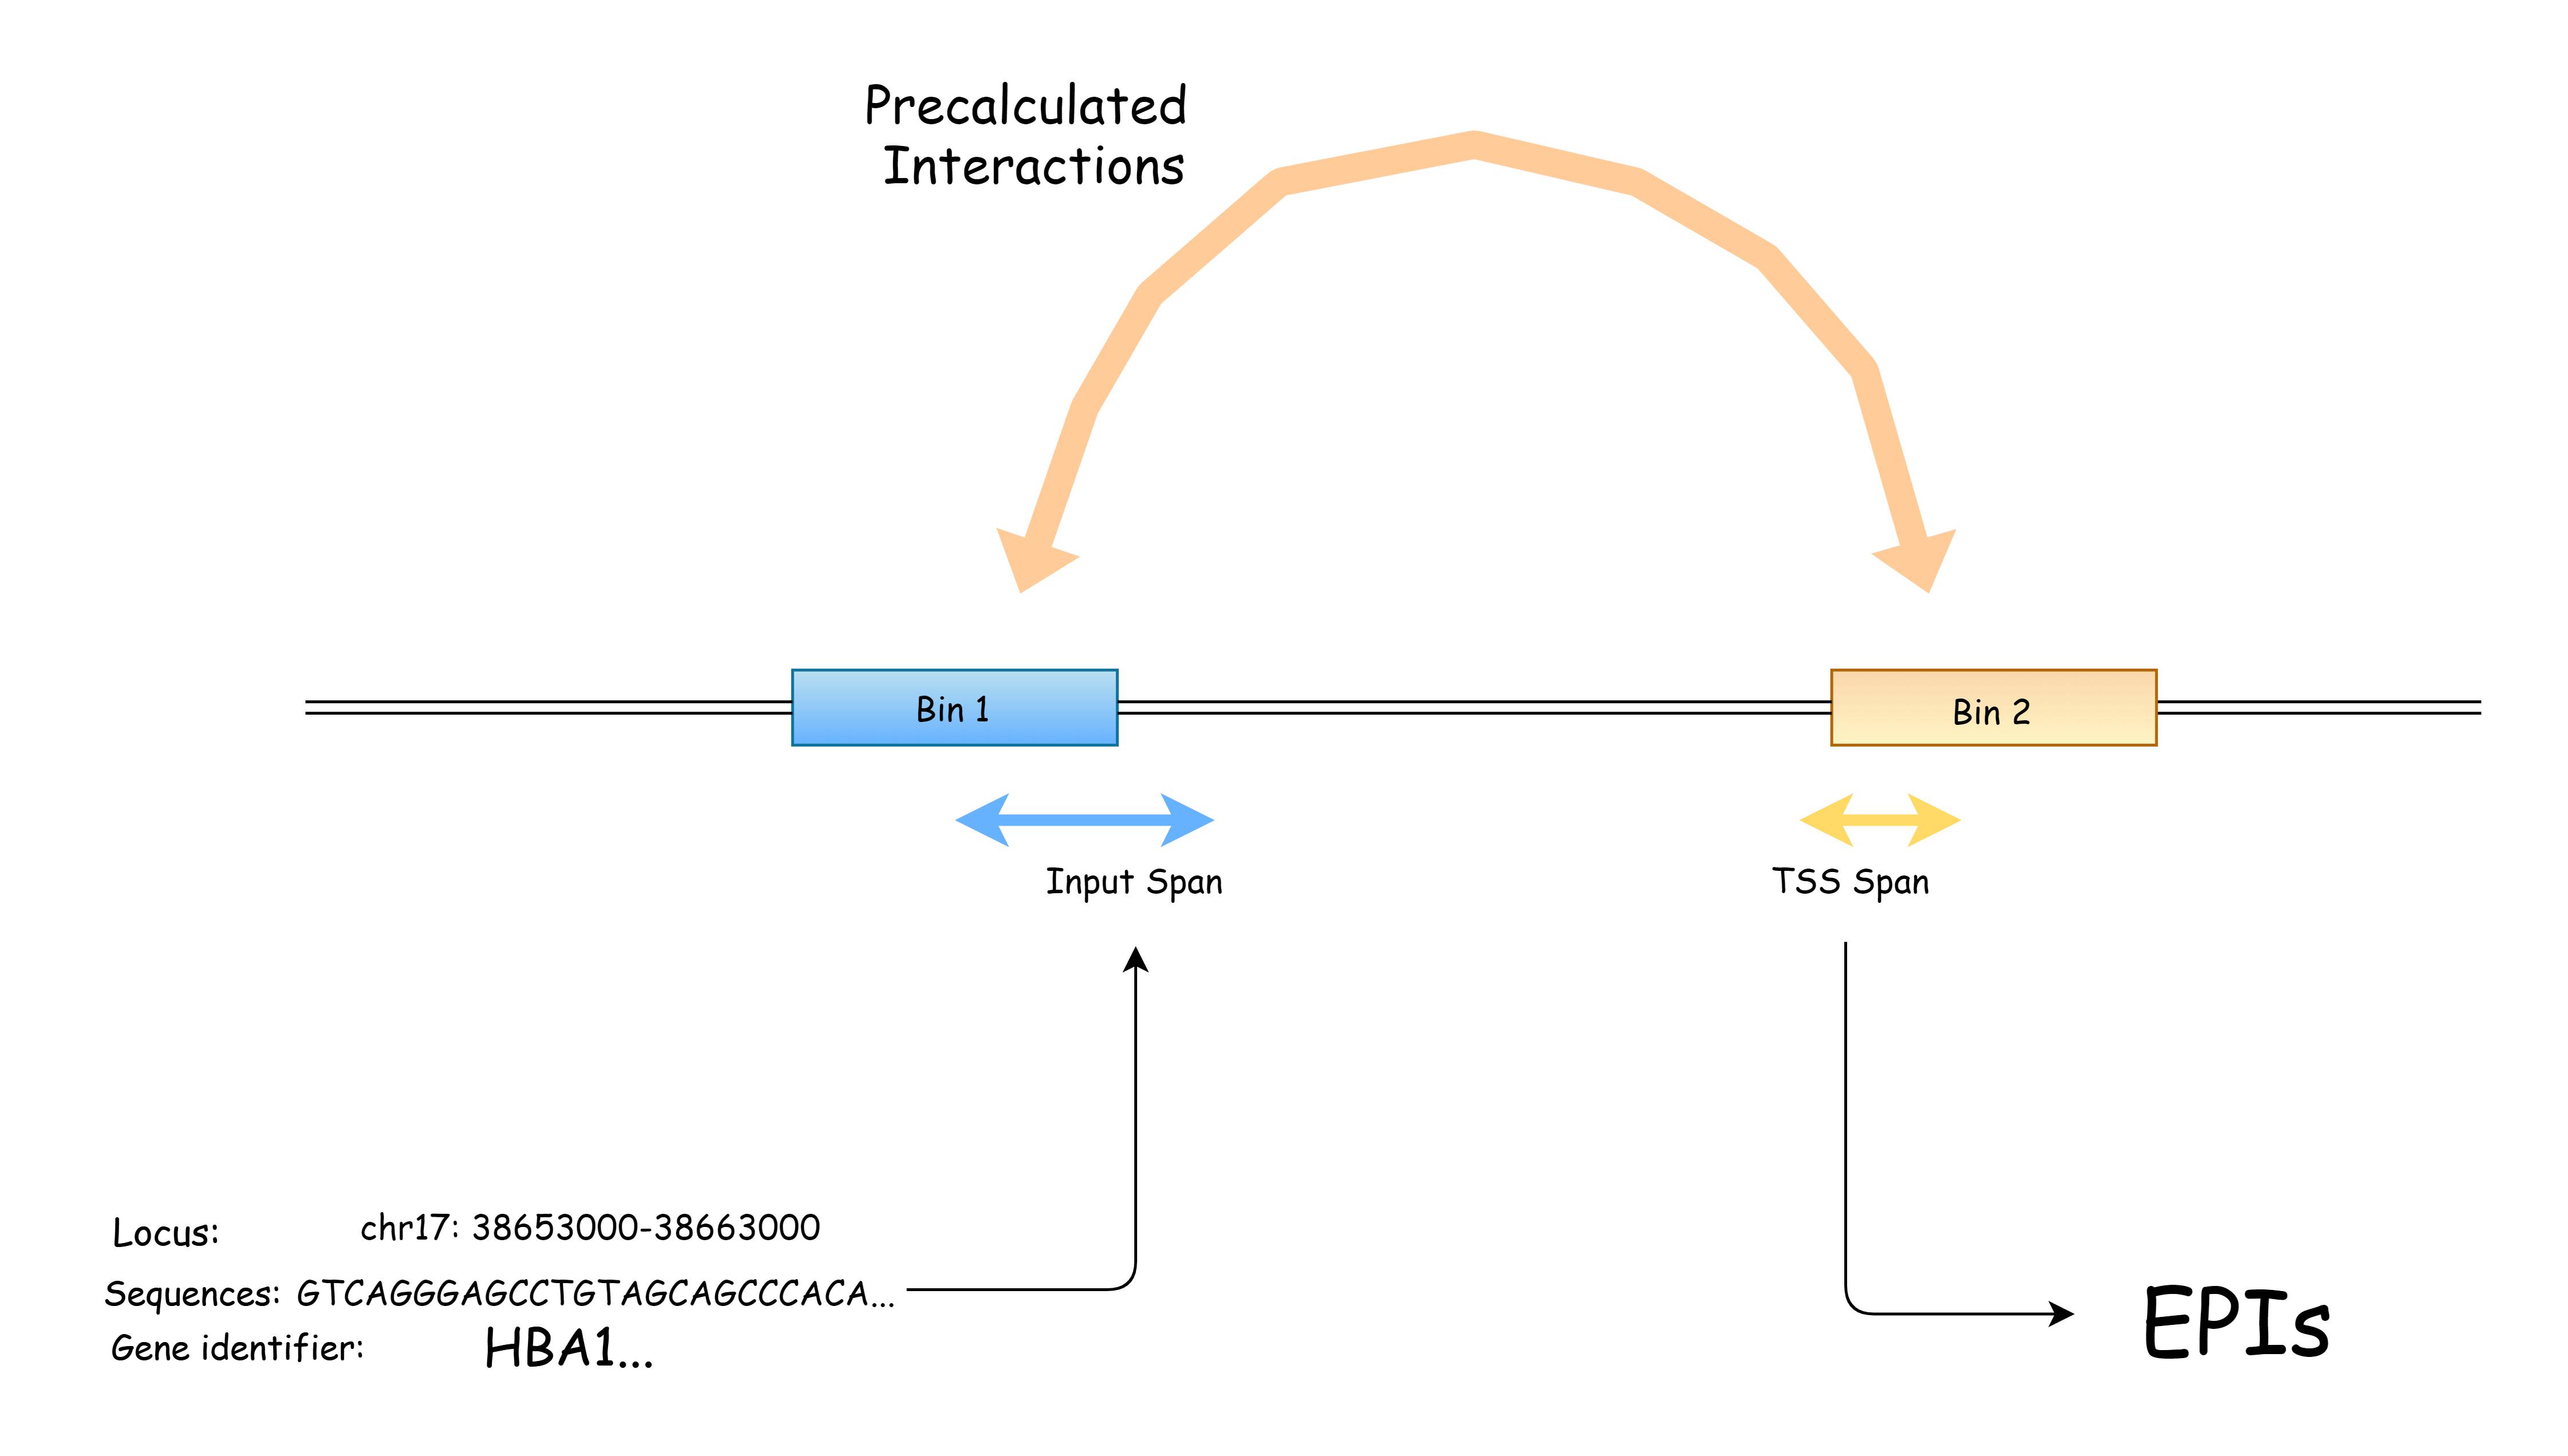 Precalculated
Interactions
Bin 1
Bin 2
Input Span
TSS Span
Locus: chr17: 38653000-38663000
Sequences: GTCAGGGAGCCTGTAGCAGCCCACA...
Gene identifier: HBA1...
EPIs